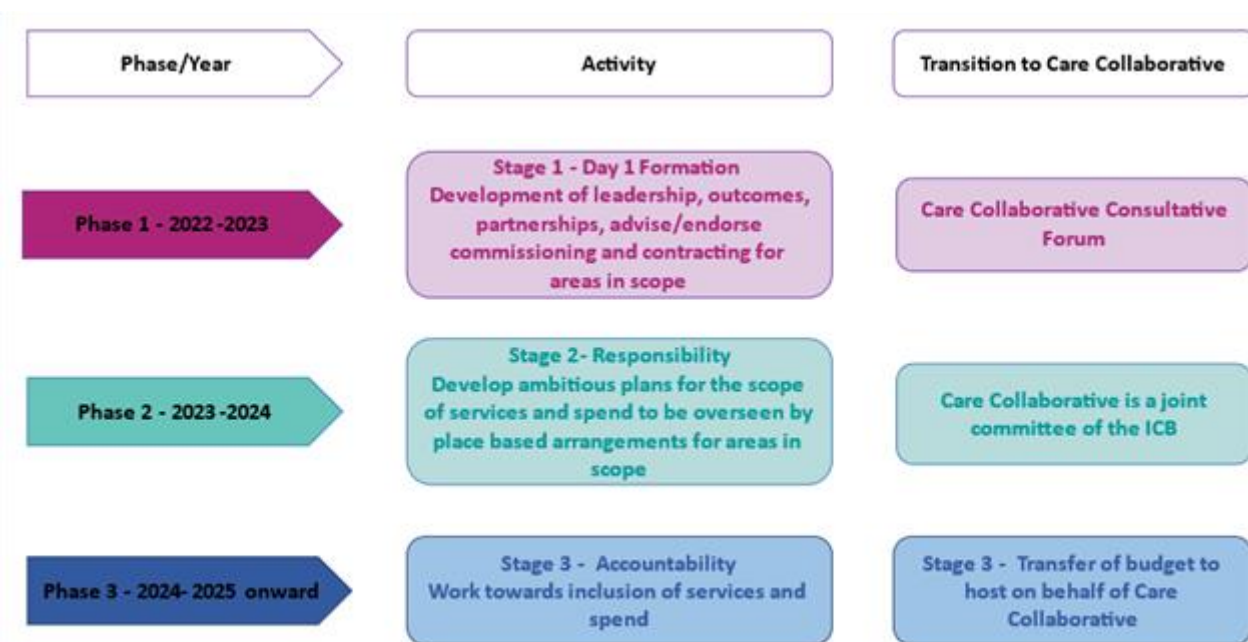 Phase/Year
Activity
Transition to Care Collaborative
Phase 1 - 2022 -2023
Stage 1 - Day 1 Formation
Development of leadership, outcomes,
partnerships, advise/endorse
commissioning and contracting for
areas in scope
Care Collaborative Consultative
Forum
Phase 2 - 2023 -2024
Stage 2- Responsibility
Develop ambitious plans for the scope
of services and spend to be overseen by
place based arrangements for areas in
scope
Care Collaborative is a joint
committee of the ICB
Phase 3 - 2024- 2025 onward
Stage 3 - Accountability
Work towards inclusion of services and
spend
Stage 3 - Transfer of budget to
host on behalf of Care
Collaborative